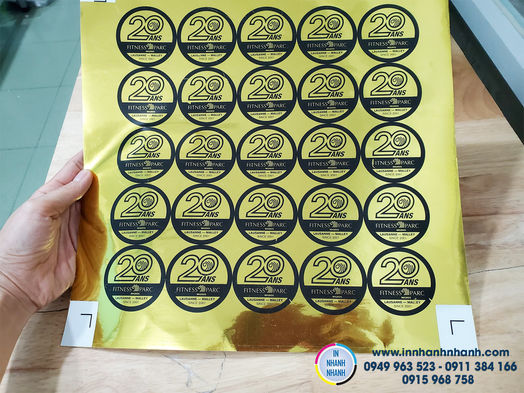 20
ANS
FITNESS PARC
LAUSANNE — MALLEY
SINCE 2001
IN
NHANH
NHANH
www.innhanhnhanh.com
0949 963 523 - 0911 384 166
0915 968 758